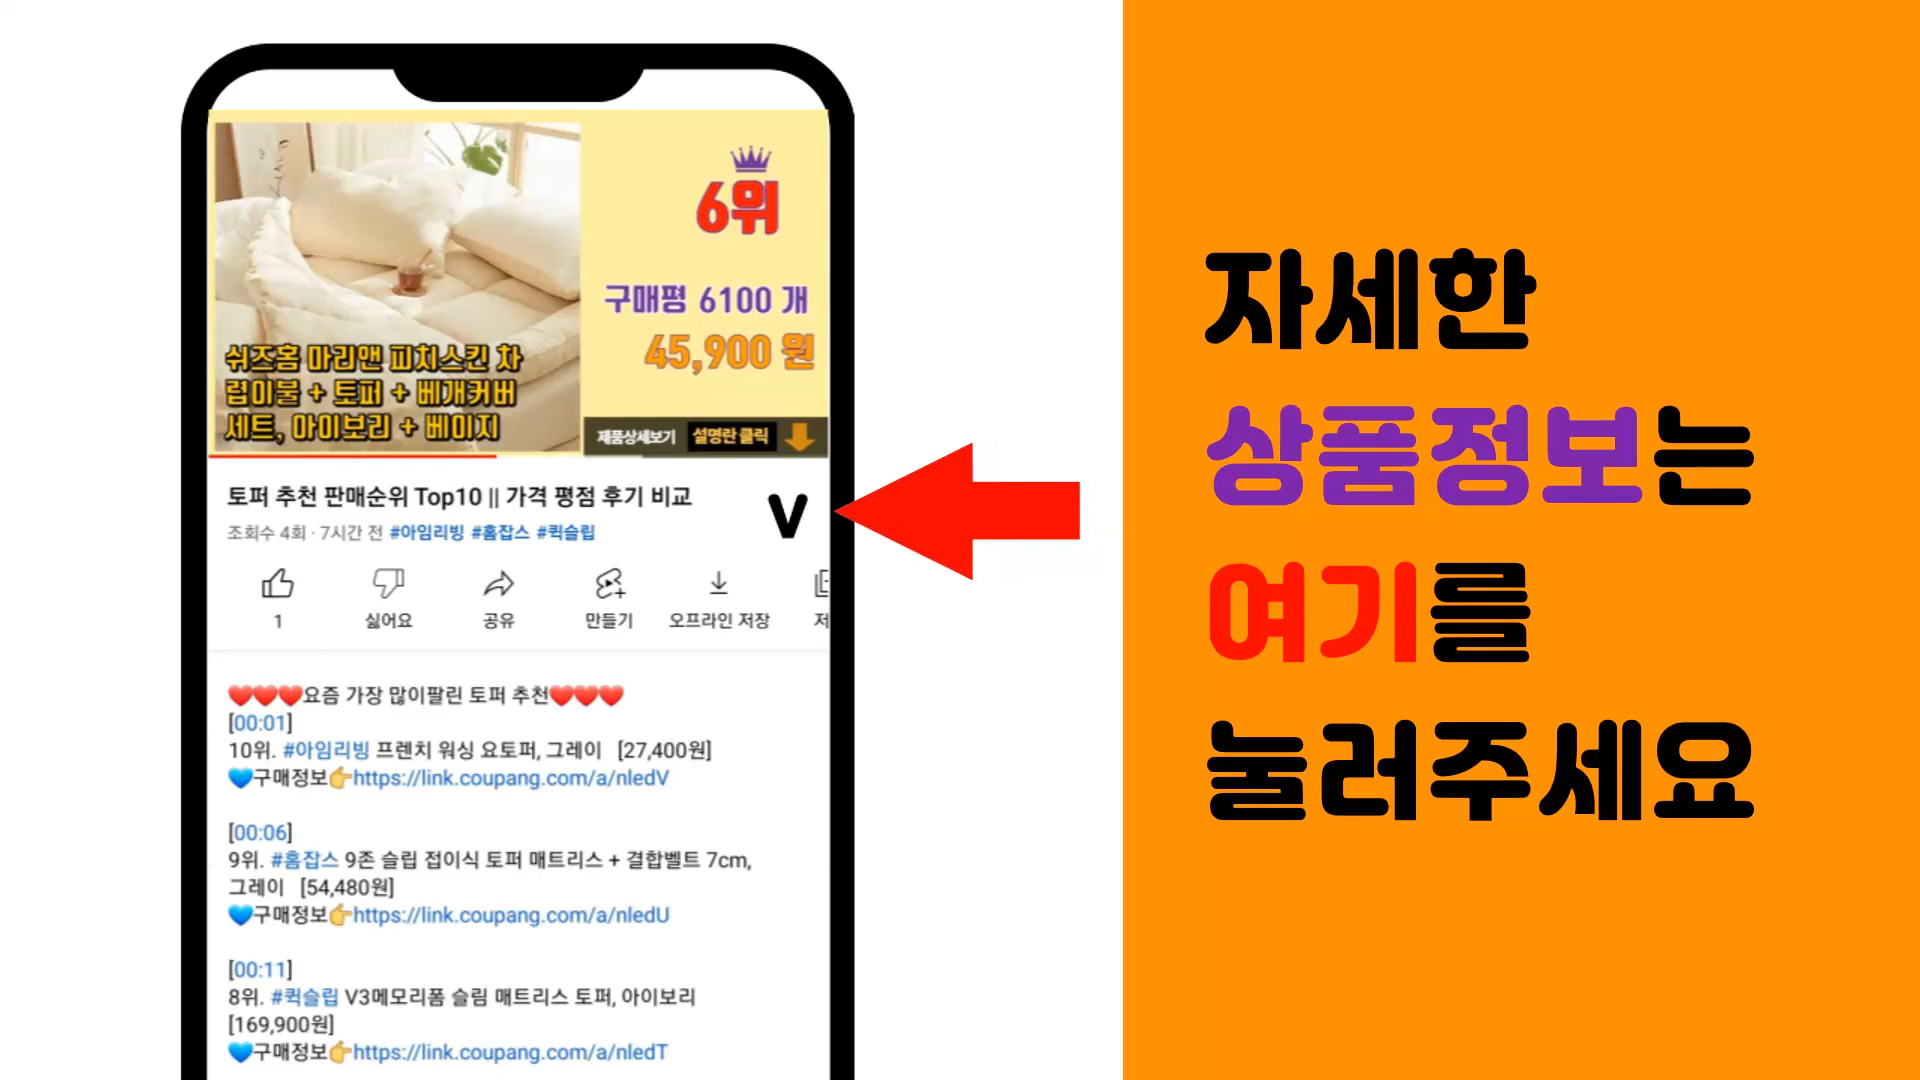 6위
구매평 6100 개
45,900 원
쉬즈홈 마리앤 피치스킨 차
렵이불 + 토퍼 + 베개커버
세트, 아이보리 + 베이지
제품상세보기 설명란 클릭
토퍼 추천 판매순위 Top10 || 가격 평점 후기 비교
V
조회수 4회 · 7시간 전 #아임리빙 #홈잡스 #퀵슬립
1 싫어요 공유 만들기 오프라인 저장 저
❤️❤️❤️요즘 가장 많이팔린 토퍼 추천❤️❤️❤️
[00:01]
10위. #아임리빙 프렌치 워싱 요토퍼, 그레이 [27,400원]
💙구매정보👉https://link.coupang.com/a/nledV
[00:06]
9위. #홈잡스 9존 슬립 접이식 토퍼 매트리스 + 결합벨트 7cm,
그레이 [54,480원]
💙구매정보👉https://link.coupang.com/a/nledU
[00:11]
8위. #퀵슬립 V3메모리폼 슬림 매트리스 토퍼, 아이보리
[169,900원]
💙구매정보👉https://link.coupang.com/a/nledT
자세한
상품정보는
여기를
눌러주세요